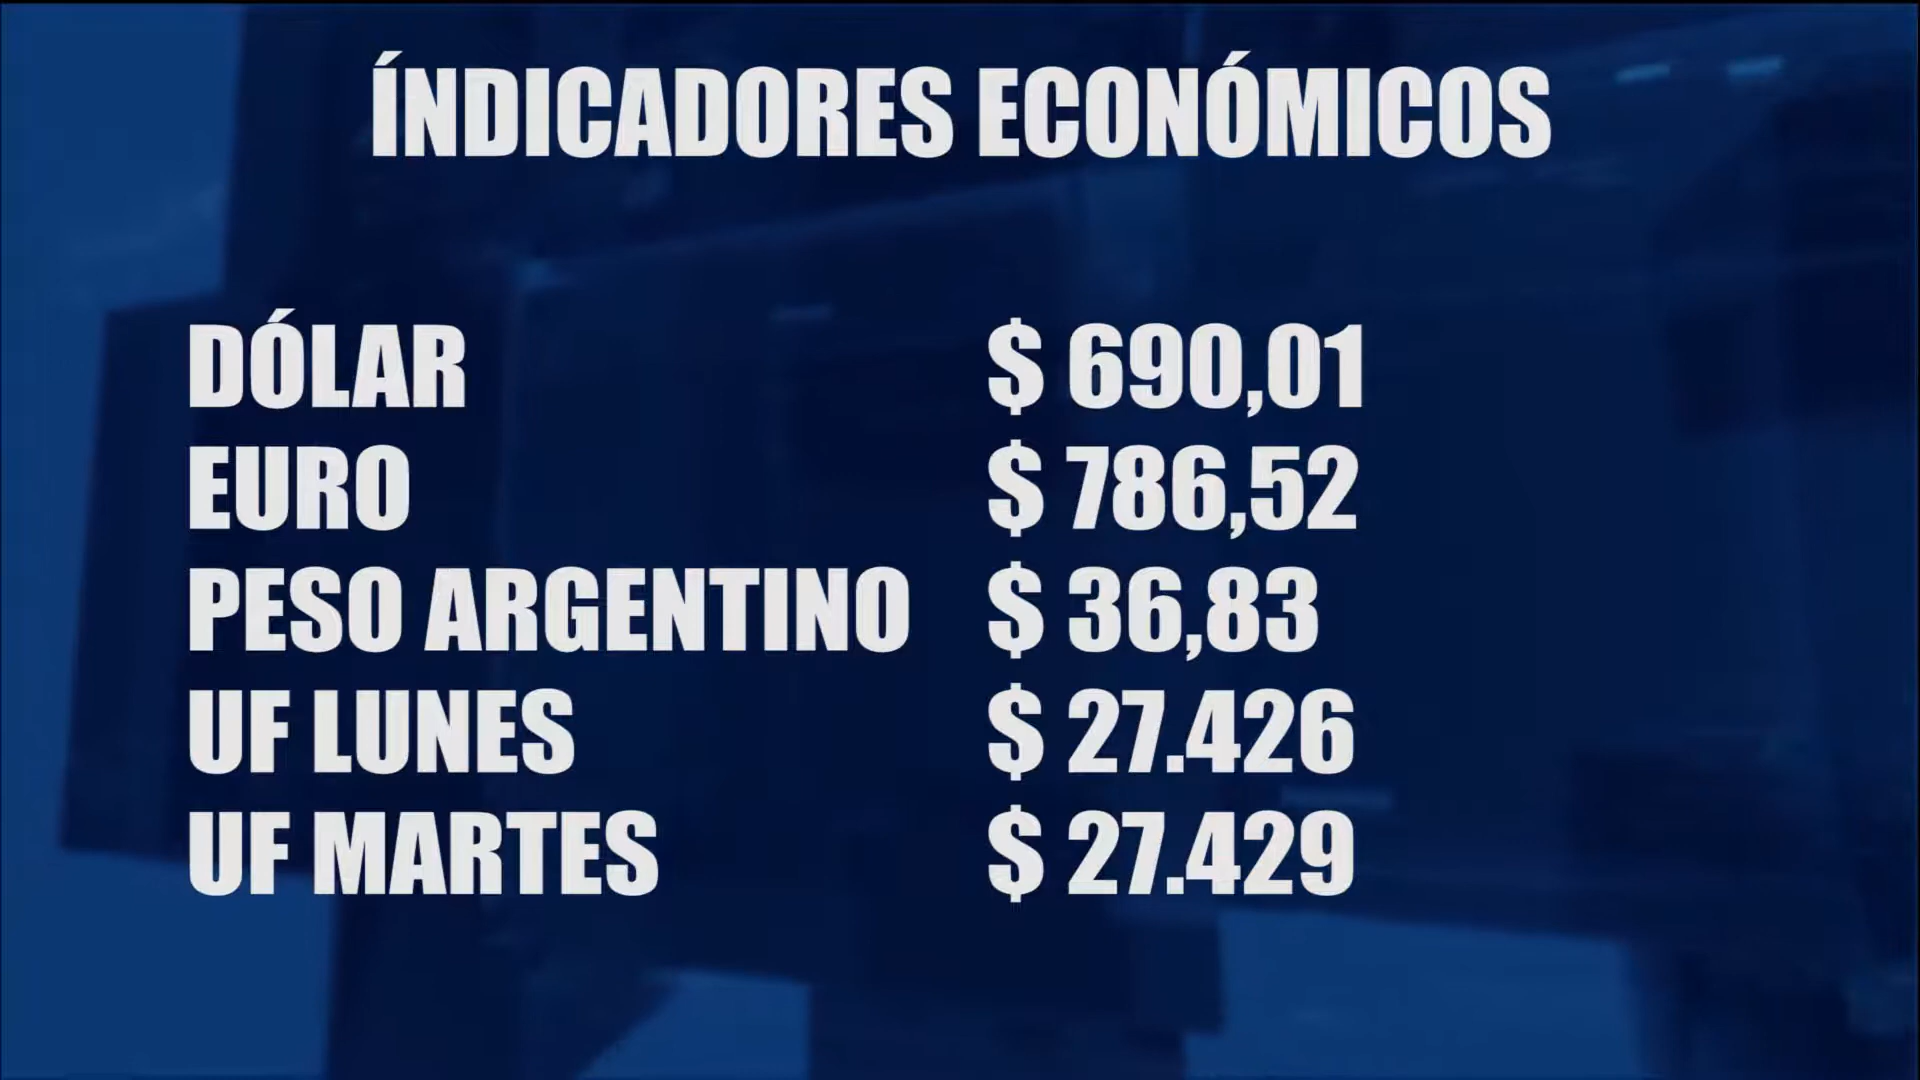 ÍNDICADORES ECONÓMICOS
DÓLAR $ 690,01
EURO $ 786,52
PESO ARGENTINO $ 36,83
UF LUNES $ 27.426
UF MARTES $ 27.429